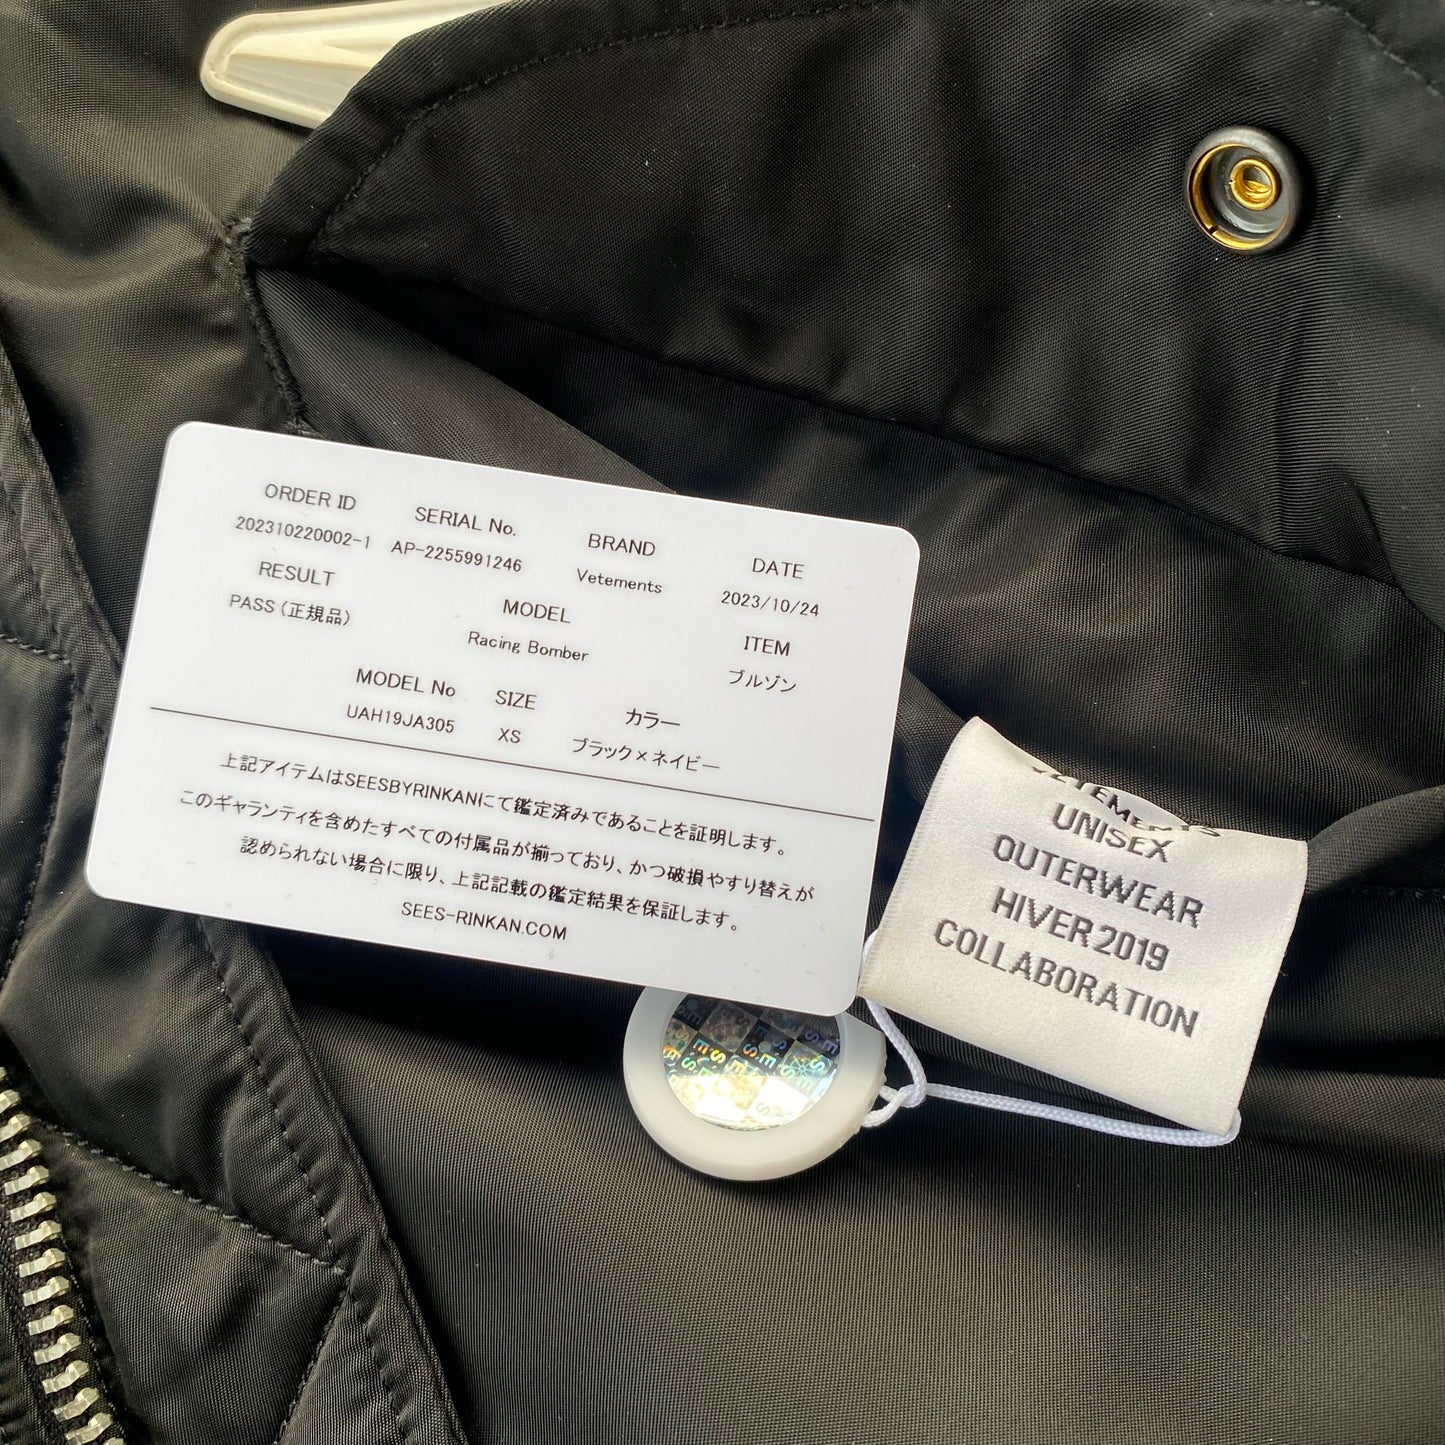 ORDER ID SERIAL No. BRAND DATE
202310220002-1 AP-2255991246 Vetements 2023/10/24
RESULT MODEL ITEM
PASS(正規品) Racing Bomber ブルゾン
MODEL No SIZE カラー
UAH19JA305 XS ブラック×ネイビー
上記アイテムはSEESBYRINKANにて鑑定済みであることを証明します。
このギャランティを含めたすべての付属品が揃っており、かつ破損やすり替えが
認められない場合に限り、上記記載の鑑定結果を保証します。
SEES-RINKAN.COM
VETEMENTS
UNISEX
OUTERWEAR
HIVER 2019
COLLABORATION